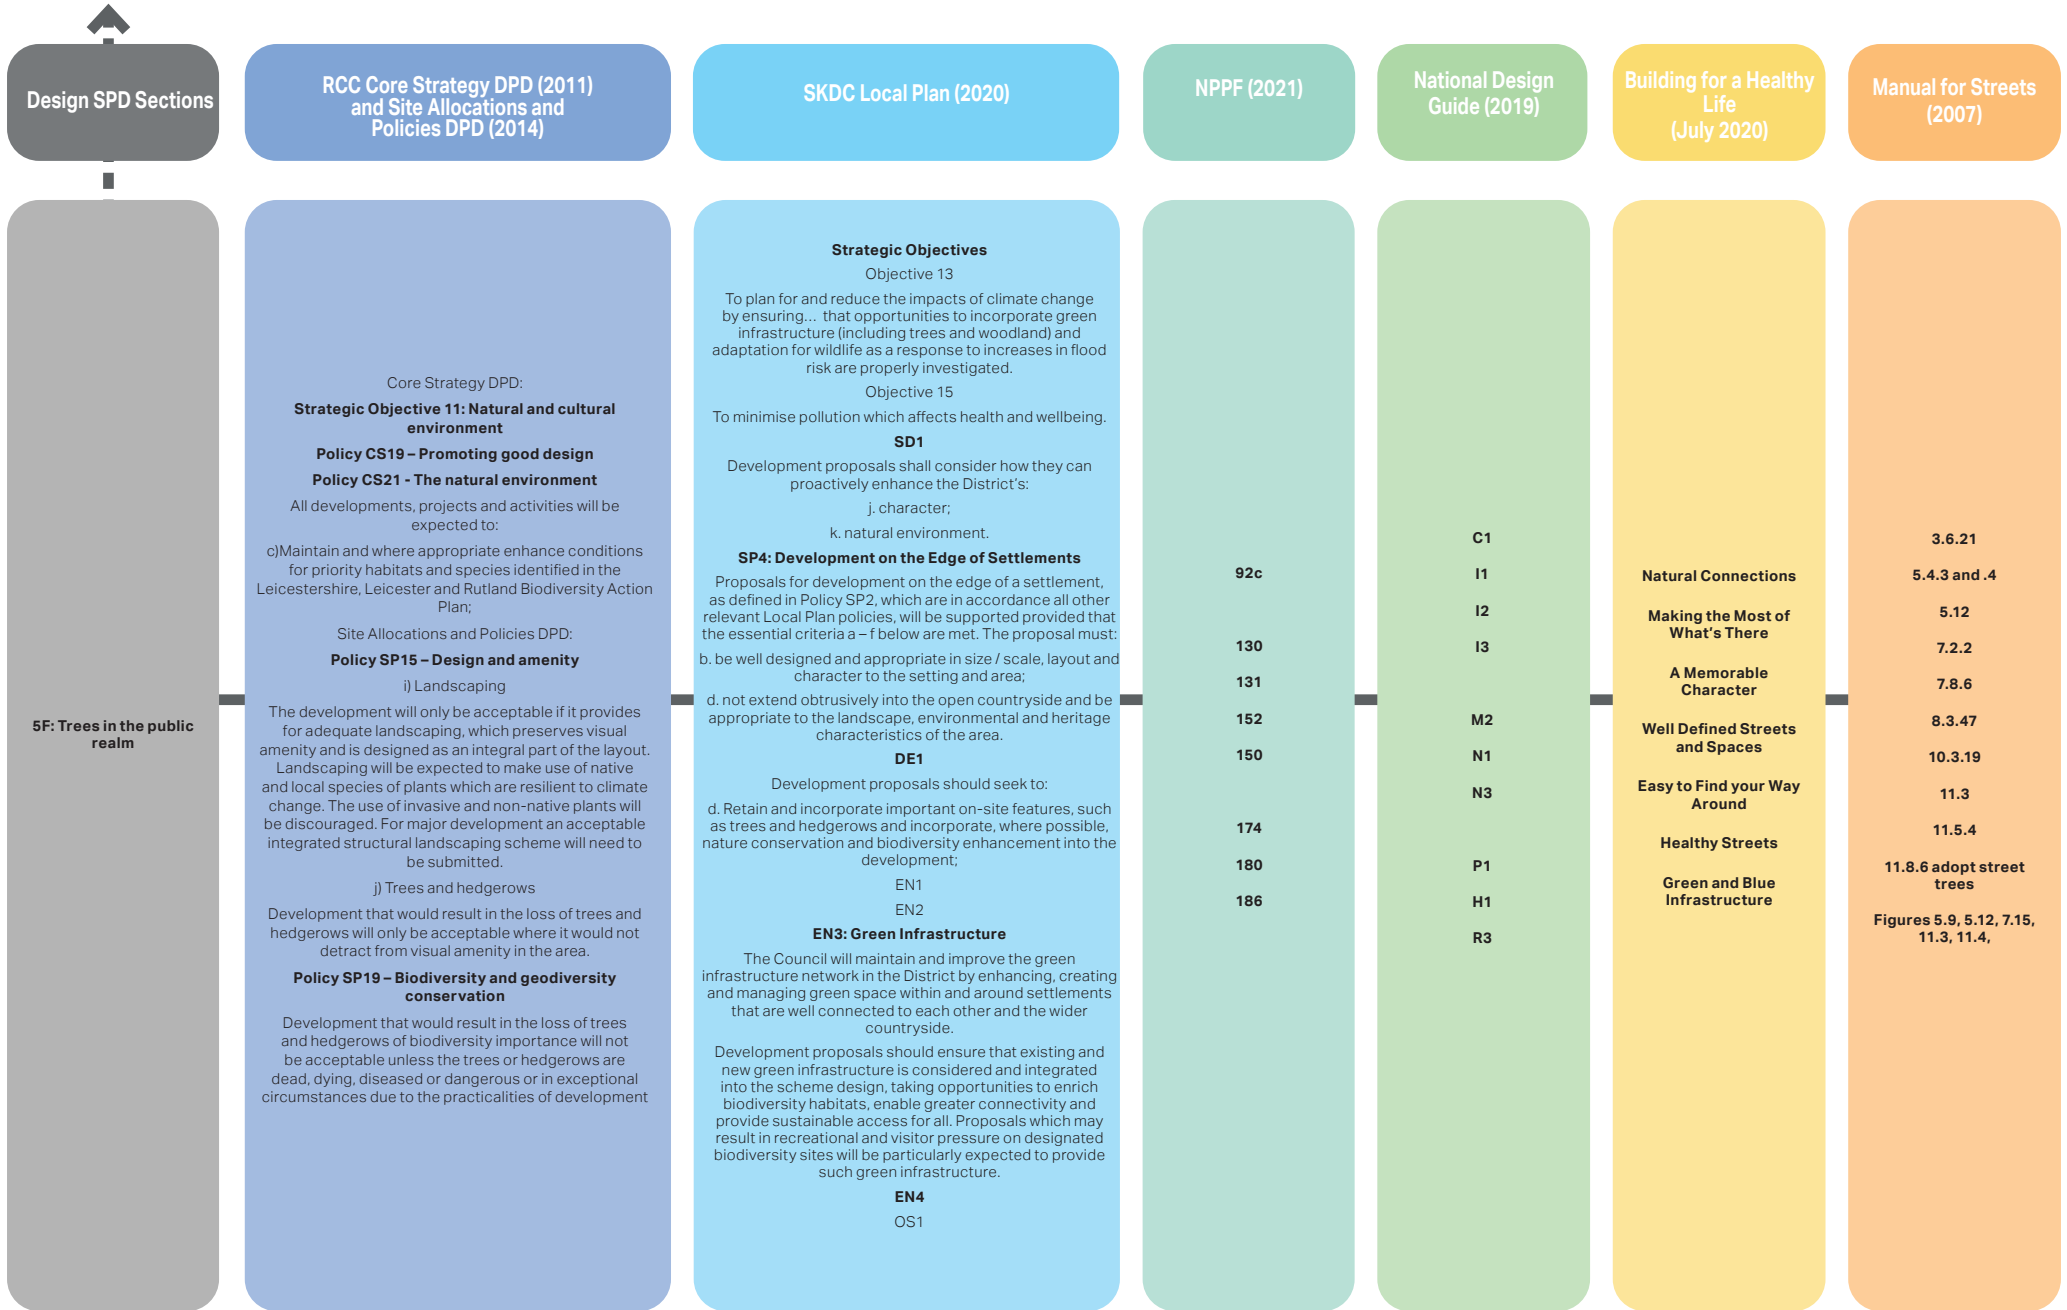 Design SPD Sections
RCC Core Strategy DPD (2011)
and Site Allocations and
Policies DPD (2014)
SKDC Local Plan (2020)
NPPF (2021)
National Design
Guide (2019)
Building for a Healthy
Life
(July 2020)
Manual for Streets
(2007)
5F: Trees in the public
realm
Core Strategy DPD:
Strategic Objective 11: Natural and cultural
environment
Policy CS19 – Promoting good design
Policy CS21 - The natural environment
All developments, projects and activities will be
expected to:
c)Maintain and where appropriate enhance conditions
for priority habitats and species identified in the
Leicestershire, Leicester and Rutland Biodiversity Action
Plan;
Site Allocations and Policies DPD:
Policy SP15 – Design and amenity
i) Landscaping
The development will only be acceptable if it provides
for adequate landscaping, which preserves visual
amenity and is designed as an integral part of the layout.
Landscaping will be expected to make use of native
and local species of plants which are resilient to climate
change. The use of invasive and non-native plants will
be discouraged. For major development an acceptable
integrated structural landscaping scheme will need to
be submitted.
j) Trees and hedgerows
Development that would result in the loss of trees and
hedgerows will only be acceptable where it would not
detract from visual amenity in the area.
Policy SP19 – Biodiversity and geodiversity
conservation
Development that would result in the loss of trees
and hedgerows of biodiversity importance will not
be acceptable unless the trees or hedgerows are
dead, dying, diseased or dangerous or in exceptional
circumstances due to the practicalities of development
Strategic Objectives
Objective 13
To plan for and reduce the impacts of climate change
by ensuring… that opportunities to incorporate green
infrastructure (including trees and woodland) and
adaptation for wildlife as a response to increases in flood
risk are properly investigated.
Objective 15
To minimise pollution which affects health and wellbeing.
SD1
Development proposals shall consider how they can
proactively enhance the District's:
j. character;
k. natural environment.
SP4: Development on the Edge of Settlements
Proposals for development on the edge of a settlement,
as defined in Policy SP2, which are in accordance all other
relevant Local Plan policies, will be supported provided that
the essential criteria a – f below are met. The proposal must:
b. be well designed and appropriate in size / scale, layout and
character to the setting and area;
d. not extend obtrusively into the open countryside and be
appropriate to the landscape, environmental and heritage
characteristics of the area.
DE1
Development proposals should seek to:
d. Retain and incorporate important on-site features, such
as trees and hedgerows and incorporate, where possible,
nature conservation and biodiversity enhancement into the
development;
EN1
EN2
EN3: Green Infrastructure
The Council will maintain and improve the green
infrastructure network in the District by enhancing, creating
and managing green space within and around settlements
that are well connected to each other and the wider
countryside.
Development proposals should ensure that existing and
new green infrastructure is considered and integrated
into the scheme design, taking opportunities to enrich
biodiversity habitats, enable greater connectivity and
provide sustainable access for all. Proposals which may
result in recreational and visitor pressure on designated
biodiversity sites will be particularly expected to provide
such green infrastructure.
EN4
OS1
92c
130
131
152
150
174
180
186
C1
I1
I2
I3
M2
N1
N3
P1
H1
R3
Natural Connections
Making the Most of
What's There
A Memorable
Character
Well Defined Streets
and Spaces
Easy to Find your Way
Around
Healthy Streets
Green and Blue
Infrastructure
3.6.21
5.4.3 and .4
5.12
7.2.2
7.8.6
8.3.47
10.3.19
11.3
11.5.4
11.8.6 adopt street
trees
Figures 5.9, 5.12, 7.15,
11.3, 11.4,